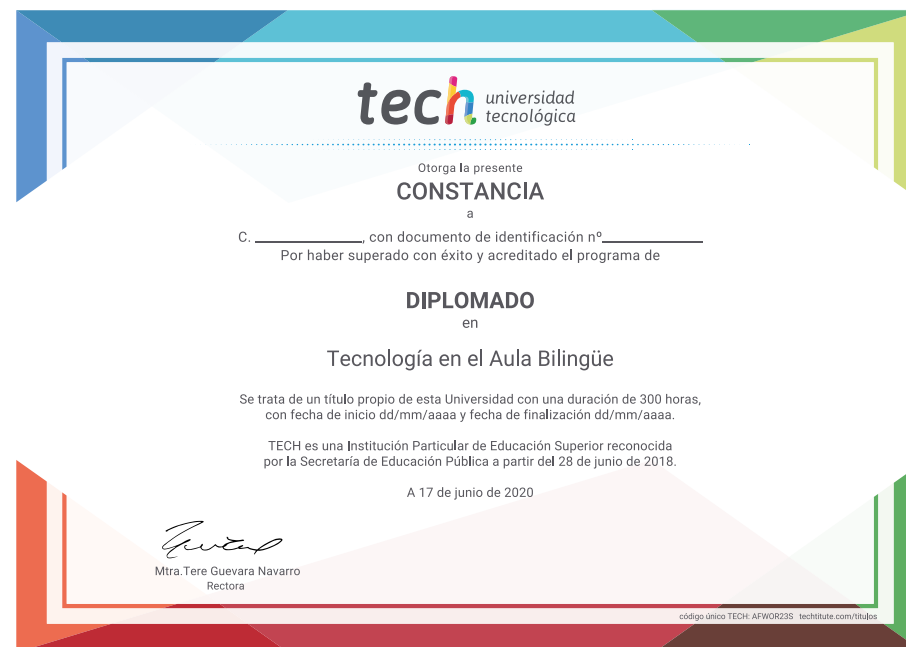 tech universidad
tecnológica
Otorga la presente
CONSTANCIA
a
C. ____________, con documento de identificación nº____________
Por haber superado con éxito y acreditado el programa de
DIPLOMADO
en
Tecnología en el Aula Bilingüe
Se trata de un título propio de esta Universidad con una duración de 300 horas,
con fecha de inicio dd/mm/aaaa y fecha de finalización dd/mm/aaaa.
TECH es una Institución Particular de Educación Superior reconocida
por la Secretaría de Educación Pública a partir del 28 de junio de 2018.
A 17 de junio de 2020
Mtra.Tere Guevara Navarro
Rectora
código único TECH: AFWOR23S techtitute.com/titulos